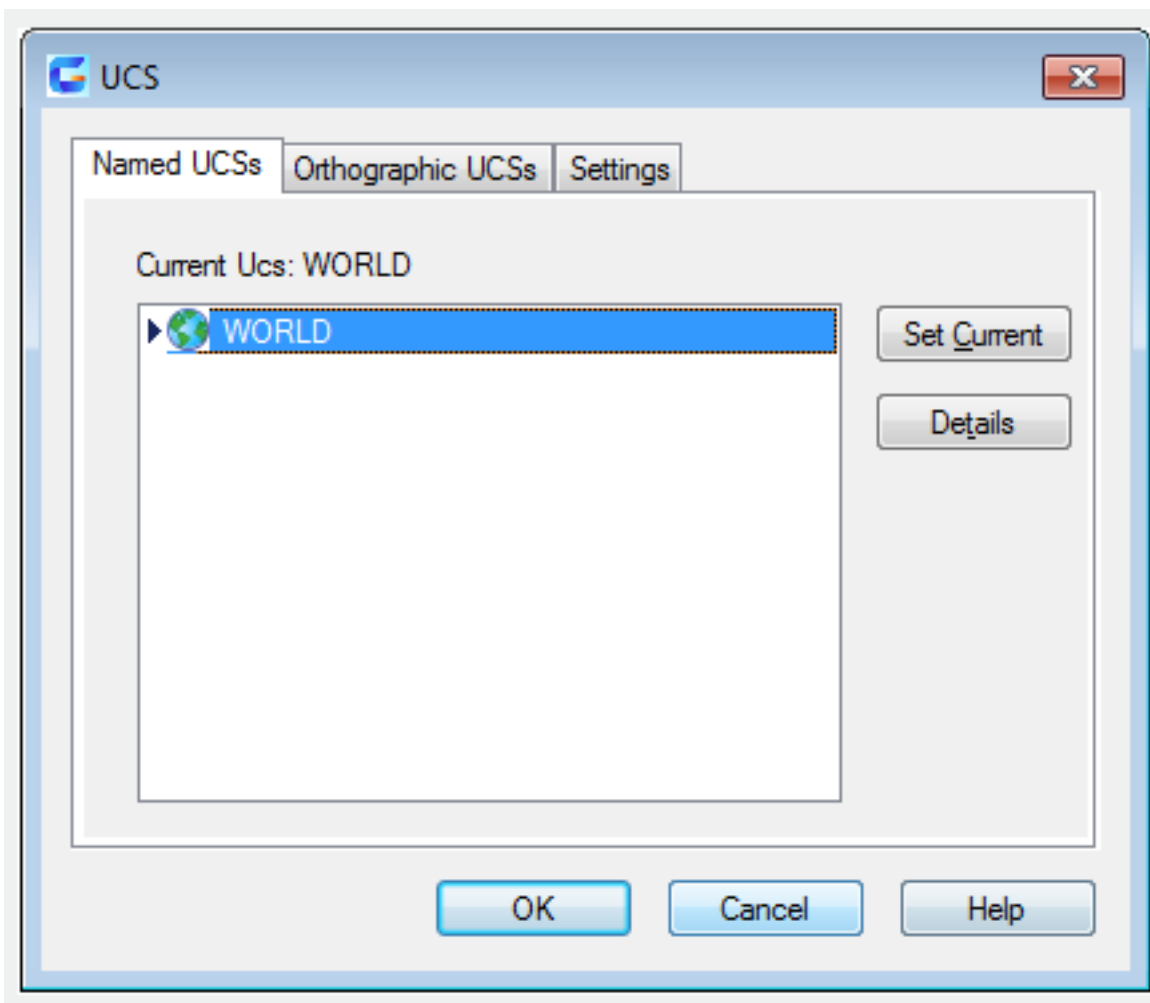 UCS
Named UCSs
Orthographic UCSs
Settings
Current Ucs: WORLD
WORLD
Set Current
Details
OK
Cancel
Help